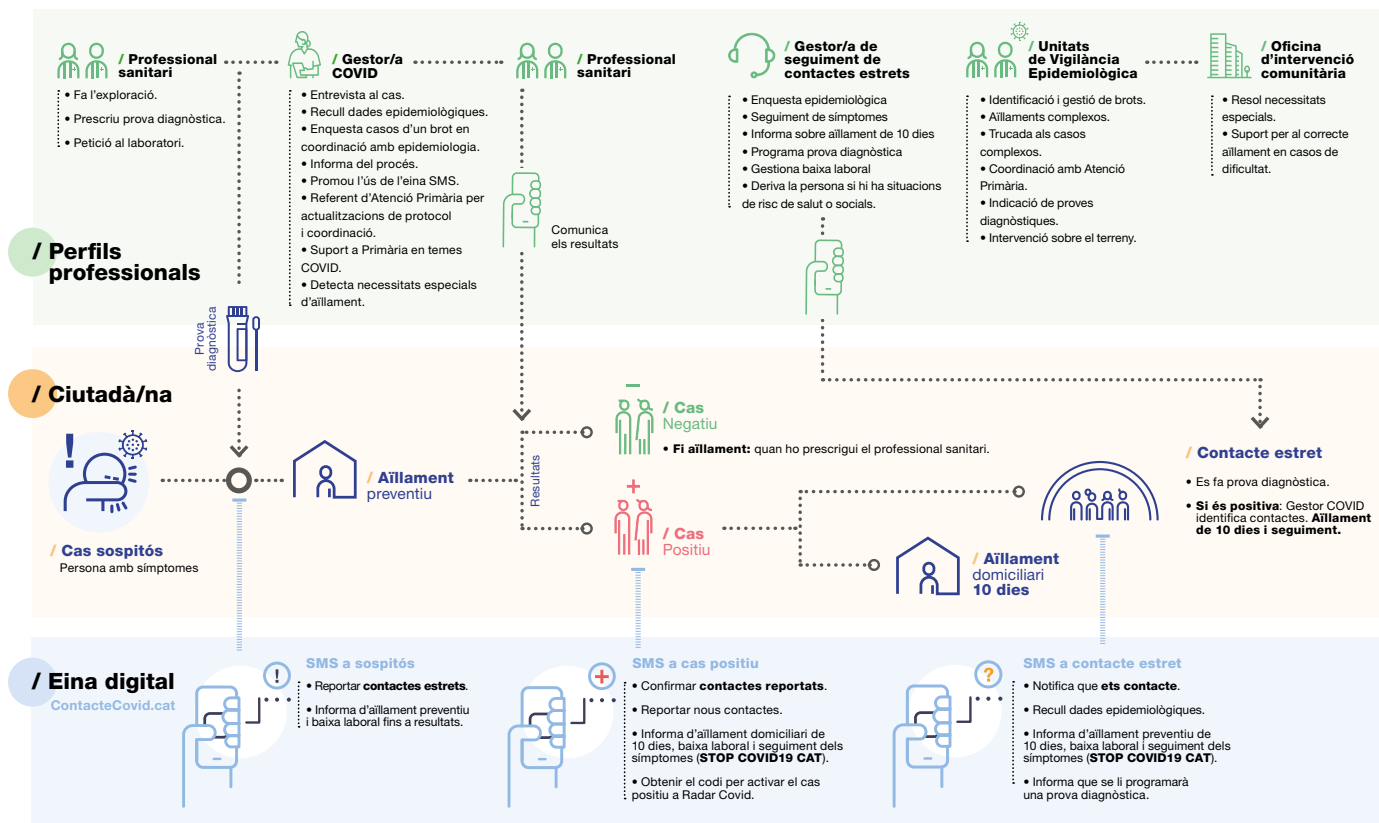 / Perfils
professionals
/ Professional
sanitari
• Fa l'exploració.
• Prescriu prova diagnòstica.
• Petició al laboratori.
/ Gestor/a
COVID
• Entrevista al cas.
• Recull dades epidemiològiques.
• Enquesta casos d'un brot en
coordinació amb epidemiologia.
• Informa del procés.
• Promou l'ús de l'eina SMS.
• Referent d'Atenció Primària per
actualitzacions de protocol
i coordinació.
• Suport a Primària en temes
COVID.
• Detecta necessitats especials
d'aïllament.
/ Professional
sanitari
Comunica
els resultats
/ Gestor/a de
seguiment de
contactes estrets
• Enquesta epidemiològica
• Seguiment de símptomes
• Informa sobre aïllament de 10 dies
• Programa prova diagnòstica
• Gestiona baixa laboral
• Deriva la persona si hi ha situacions
de risc de salut o socials.
/ Unitats
de Vigilància
Epidemiològica
• Identificació i gestió de brots.
• Aïllaments complexos.
• Trucada als casos
complexos.
• Coordinació amb Atenció
Primària.
• Indicació de proves
diagnòstiques.
• Intervenció sobre el terreny.
/ Oficina
d'intervenció
comunitària
• Resol necessitats
especials.
• Suport per al correcte
aïllament en casos de
dificultat.
Prova
diagnòstica
/ Ciutadà/na
!
/ Cas sospitós
Persona amb símptomes
/ Aïllament
preventiu
Resultats
–
/ Cas
Negatiu
• Fi aïllament: quan ho prescrigui el professional sanitari.
+
/ Cas
Positiu
/ Aïllament
domiciliari
10 dies
/ Contacte estret
• Es fa prova diagnòstica.
• Si és positiva: Gestor COVID
identifica contactes. Aïllament
de 10 dies i seguiment.
/ Eina digital
ContacteCovid.cat
!
SMS a sospitós
• Reportar contactes estrets.
• Informa d'aïllament preventiu
i baixa laboral fins a resultats.
+
SMS a cas positiu
• Confirmar contactes reportats.
• Reportar nous contactes.
• Informa d'aïllament domiciliari de
10 dies, baixa laboral i seguiment dels
símptomes (STOP COVID19 CAT).
• Obtenir el codi per activar el cas
positiu a Radar Covid.
?
SMS a contacte estret
• Notifica que ets contacte.
• Recull dades epidemiològiques.
• Informa d'aïllament preventiu de
10 dies, baixa laboral i seguiment dels
símptomes (STOP COVID19 CAT).
• Informa que se li programarà
una prova diagnòstica.